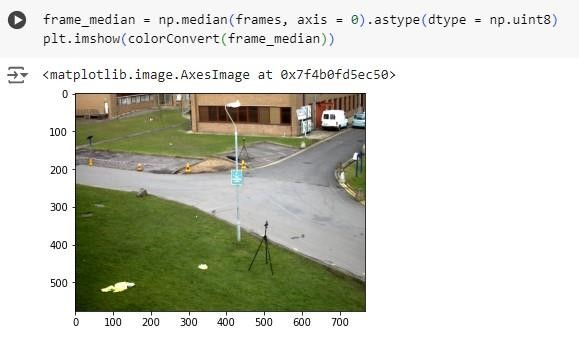 frame_median = np.median(frames, axis = 0).astype(dtype = np.uint8)
plt.imshow(colorConvert(frame_median))
<matplotlib.image.AxesImage at 0x7f4b0fd5ec50>
0
100
200
300
400
500
0 100 200 300 400 500 600 700